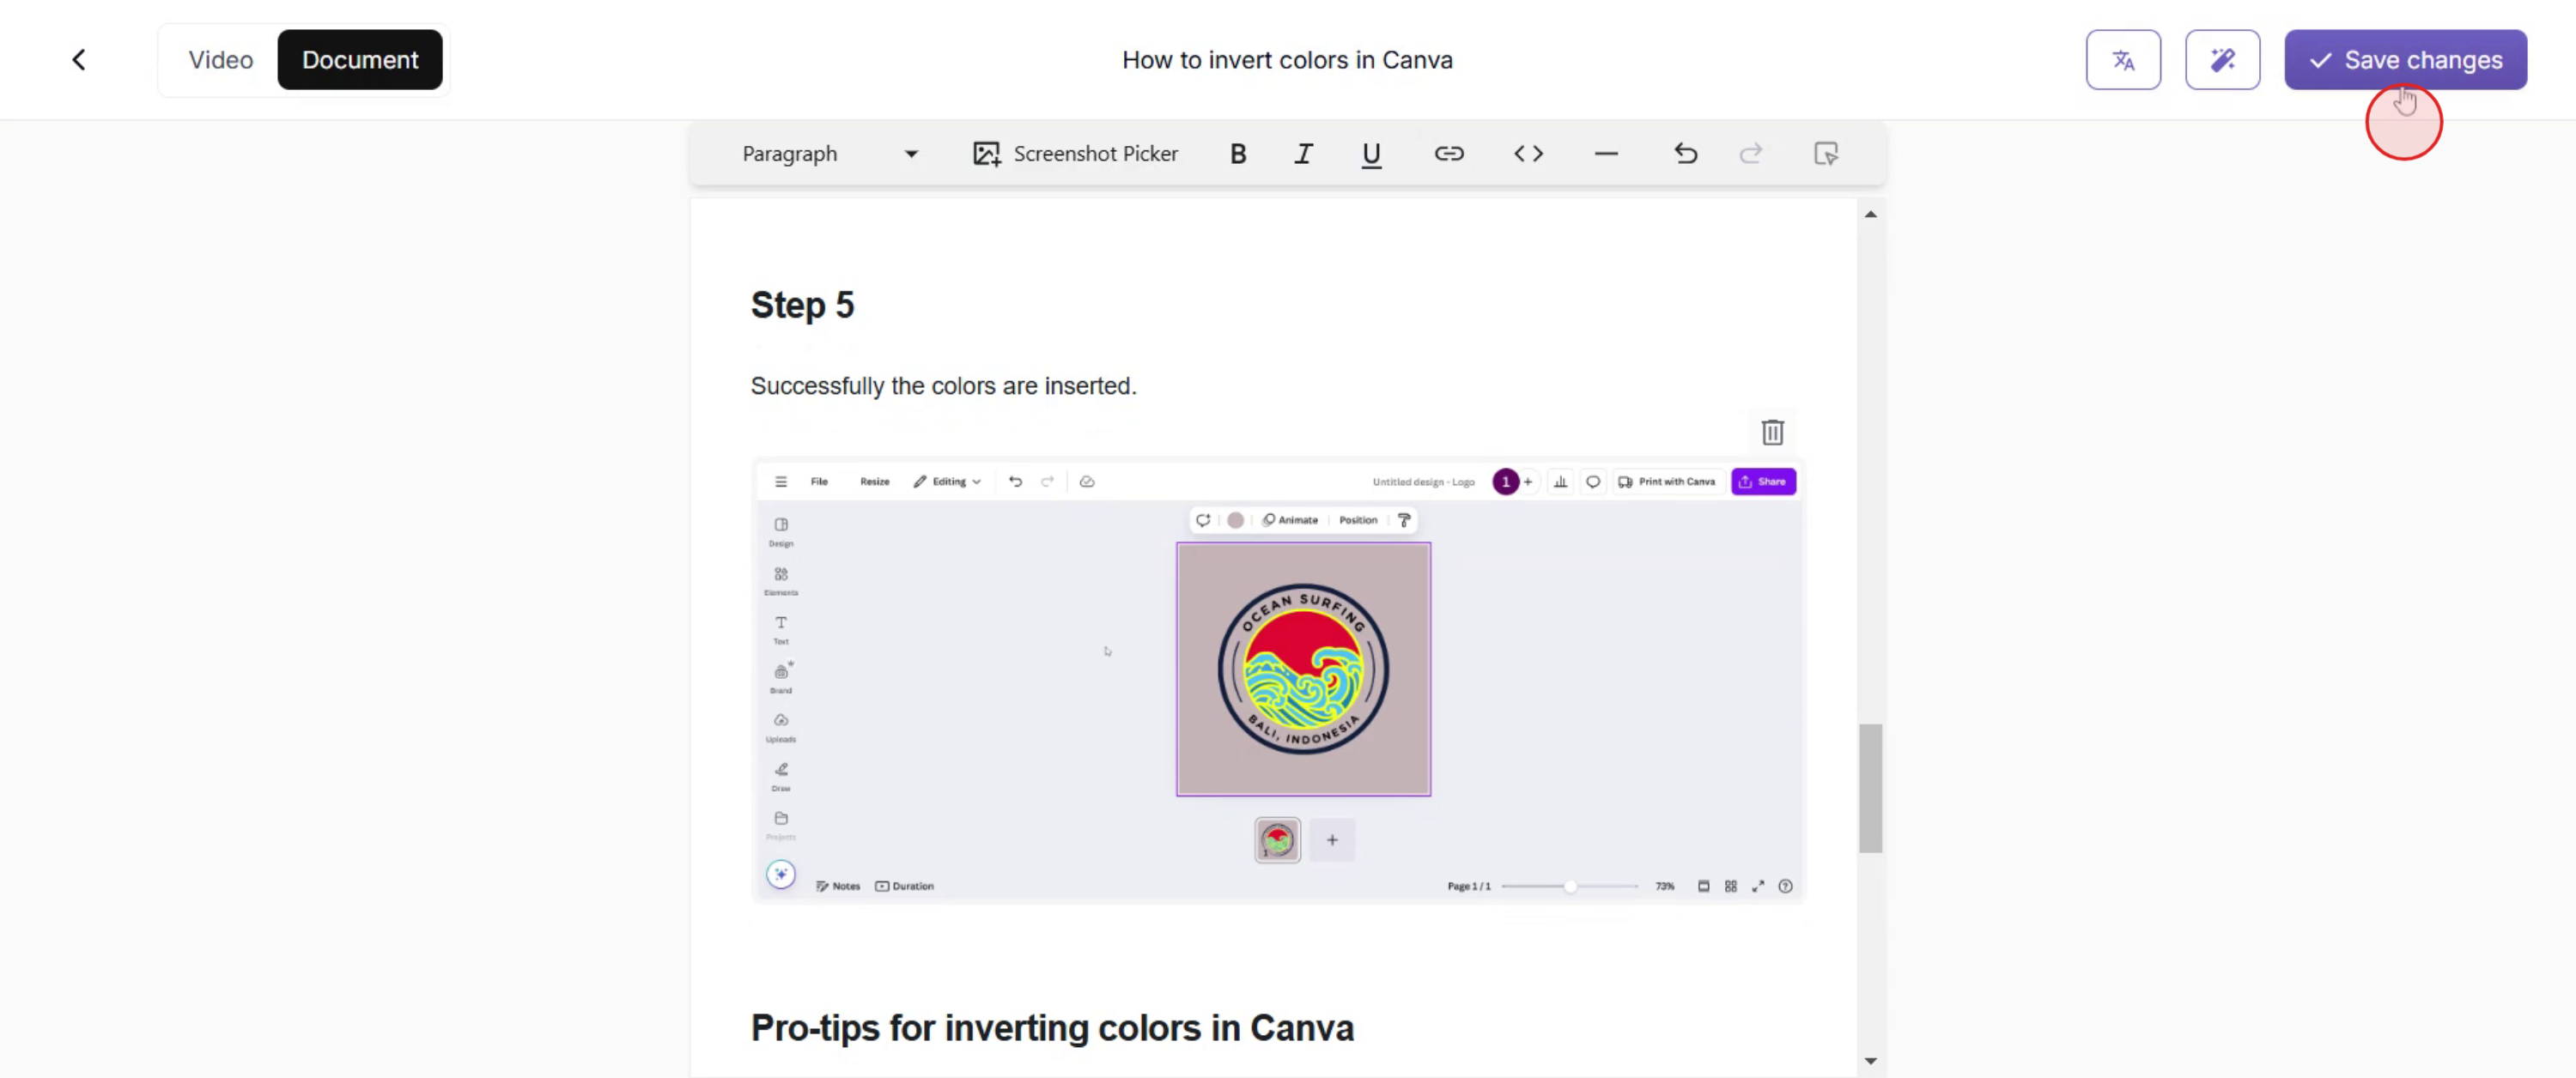 Video Document How to invert colors in Canva Save changes
Paragraph Screenshot Picker B I U
Step 5
Successfully the colors are inserted.
File Resize Editing Untitled design - Logo 1 + Print with Canva Share
Animate Position
Design
Elements
Text
Brand
Uploads
Draw
Projects
OCEAN SURFING
BALI, INDONESIA
1 +
Notes Duration Page 1 / 1 73%
Pro-tips for inverting colors in Canva